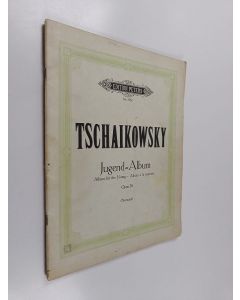 EDITION PETERS
TSCHAIKOWSKY
Jugend-Album
Album for the Young
Opus 39